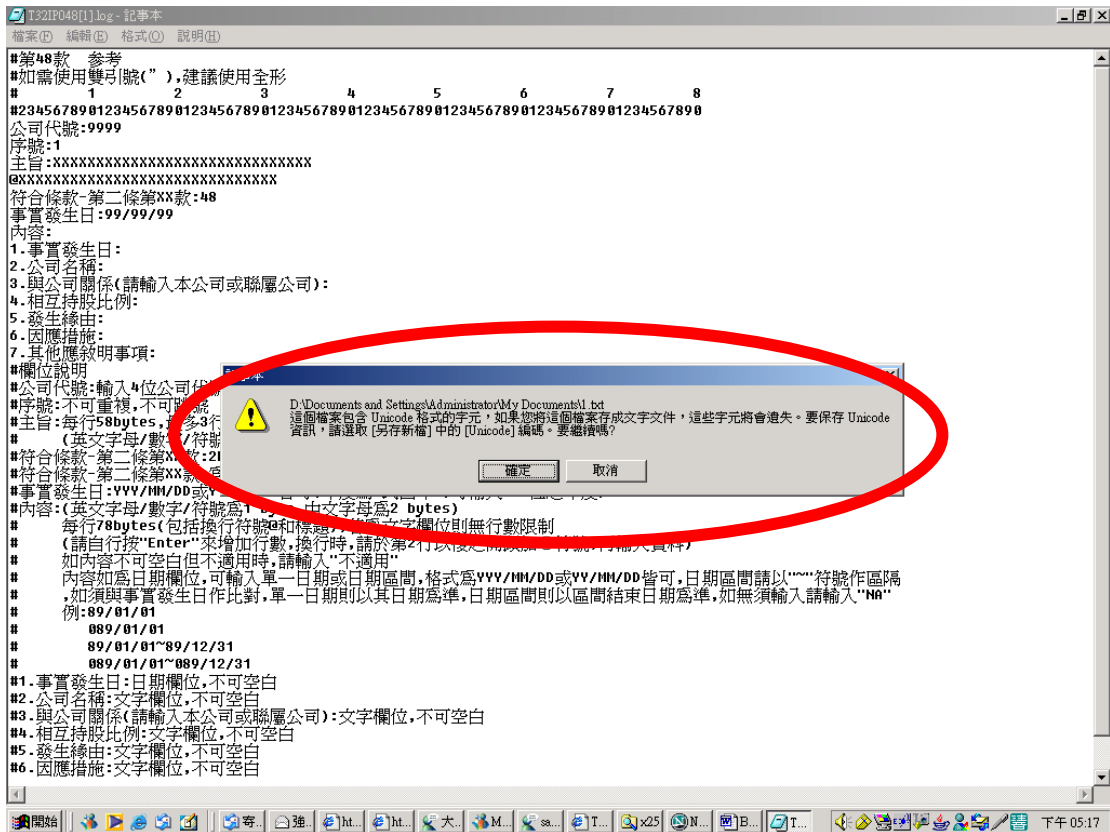 T32IP048[1].log - 記事本
檔案(F) 編輯(E) 格式(O) 說明(H)
#第48款 參考
#如需使用雙引號(”),建議使用全形
# 1 2 3 4 5 6 7 8
#234567890123456789012345678901234567890123456789012345678901234567890123456789​0
公司代號:9999
序號:1
主旨:XXXXXXXXXXXXXXXXXXXXXXXXXXXXXX
@XXXXXXXXXXXXXXXXXXXXXXXXXXXXXX
符合條款-第二條第XX款:48
事實發生日:99/99/99
內容:
1.事實發生日:
2.公司名稱:
3.與公司關係(請輸入本公司或聯屬公司):
4.相互持股比例:
5.發生緣由:
6.因應措施:
7.其他應敘明事項:
#欄位說明
#公司代號:輸入4位公司代
#序號:不可重複,不可跳號
#主旨:每行58bytes,最多3行
# (英文字母/數字/符號
#符合條款-第二條第XX
#符合條款-第二條第XX款
#事實發生日:YYY/MM/DD或
記事本
D:\Documents and Settings\Administrator\My Documents\1.txt
這個檔案包含 Unicode 格式的字元，如果您將這個檔案存成文字文件，這些字元將會遺失。要保存 Unicode
資訊，請選取 [另存新檔] 中的 [Unicode] 編碼。要繼續嗎?
確定 取消
#內容:(英文字母/數字/符號為1 byte,中文字母為2 bytes)
# 每行78bytes(包括換行符號@和標題),
文字欄位則無行數限制
# (請自行按"Enter"來增加行數,換行時,請於第2行以後
# 如內容不可空白但不適用時,請輸入"不適用"
# 內容如為日期欄位,可輸入單一日期或日期區間,格式為YYY/MM/DD或YY/MM/DD皆可,日期區間請以"~"符號作區隔
# ,如須與事實發生日作比對,單一日期則以其日期為準,日期區間則以區間結束日期為準,如無須輸入請輸入"NA"
# 例:89/01/01
# 089/01/01
# 89/01/01~89/12/31
# 089/01/01~089/12/31
#1.事實發生日:日期欄位,不可空白
#2.公司名稱:文字欄位,不可空白
#3.與公司關係(請輸入本公司或聯屬公司):文字欄位,不可空白
#4.相互持股比例:文字欄位,不可空白
#5.發生緣由:文字欄位,不可空白
#6.因應措施:文字欄位,不可空白
開始 寄.. 強.. ht.. ht.. 大.. M.. sa.. T... x25 N... B... T... 下午 05:17